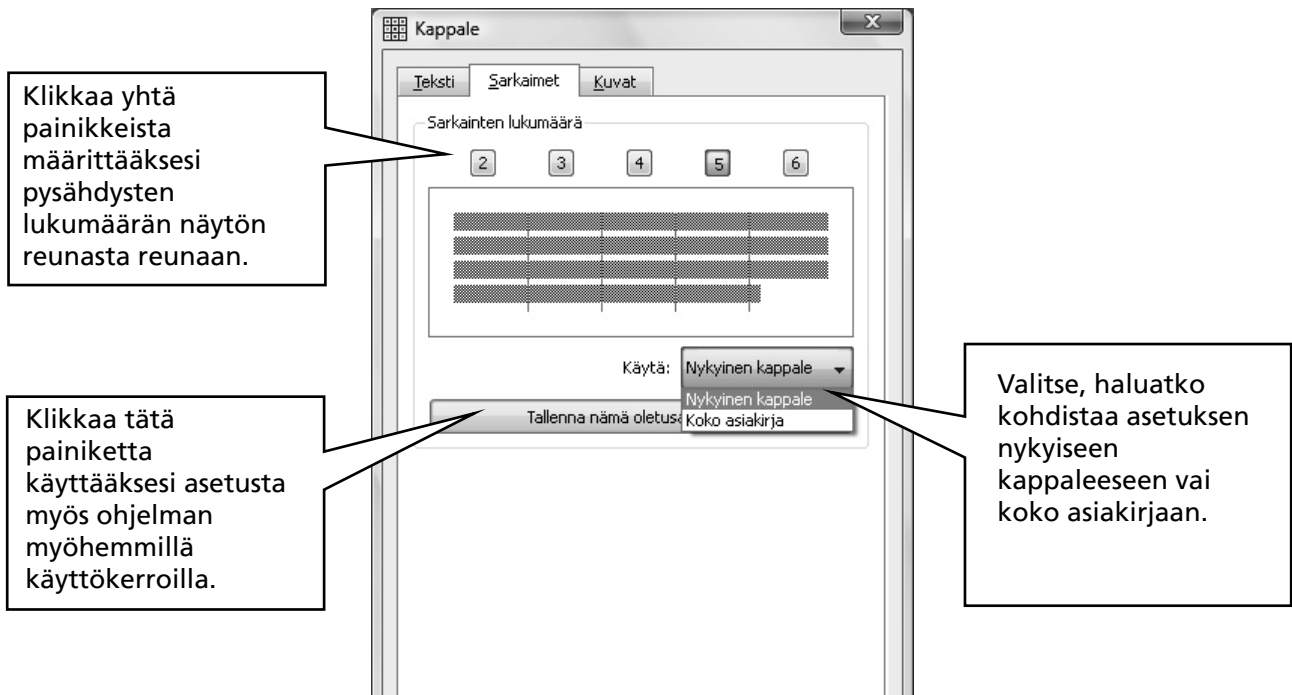 Kappale
x
Teksti Sarkaimet Kuvat
Klikkaa yhtä
painikkeista
määrittääksesi
pysähdysten
lukumäärän näytön
reunasta reunaan.
Sarkainten lukumäärä
2 3 4 5 6
Käytä: Nykyinen kappale
Nykyinen kappale
Koko asiakirja
Tallenna nämä
Klikkaa tätä
painiketta
käyttääksesi asetusta
myös ohjelman
myöhemmillä
käyttökerroilla.
Valitse, haluatko
kohdistaa asetuksen
nykyiseen
kappaleeseen vai
koko asiakirjaan.